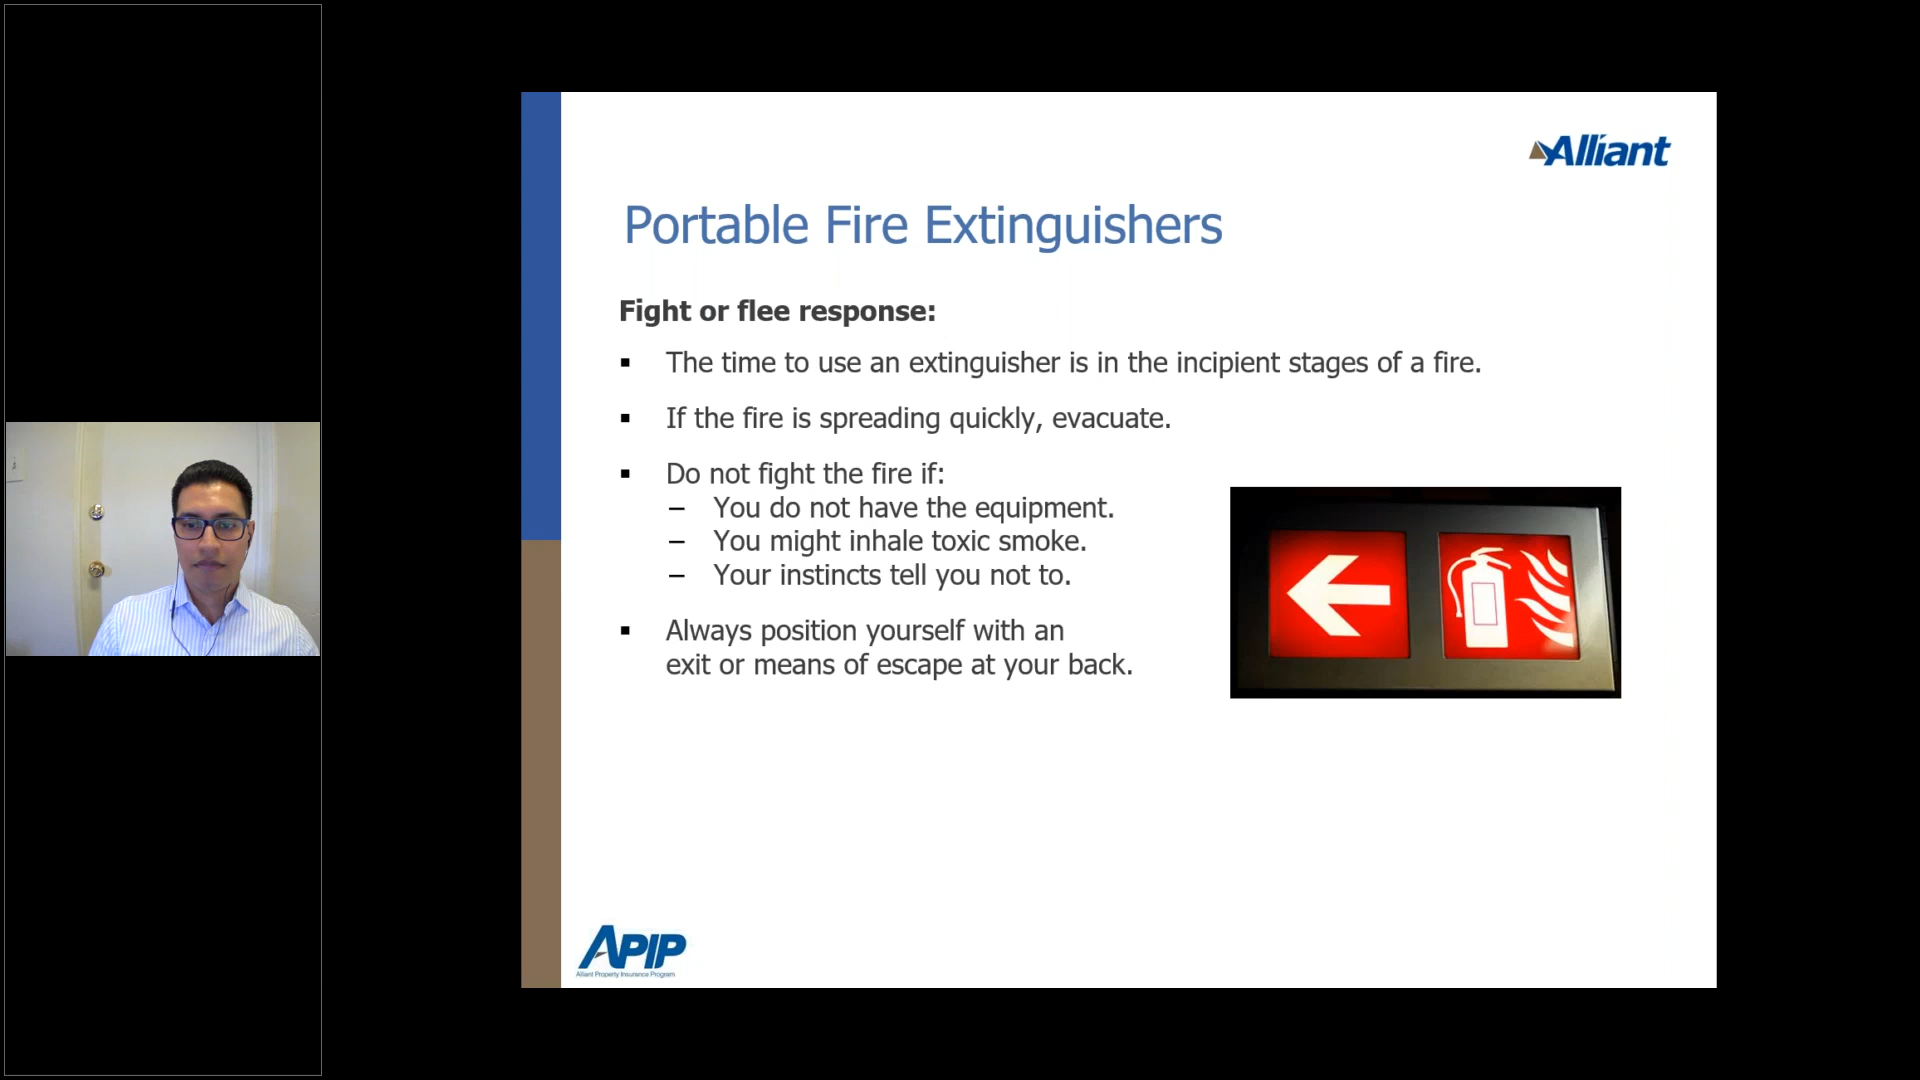 Alliant
Portable Fire Extinguishers
Fight or flee response:
▪ The time to use an extinguisher is in the incipient stages of a fire.
▪ If the fire is spreading quickly, evacuate.
▪ Do not fight the fire if:
– You do not have the equipment.
– You might inhale toxic smoke.
– Your instincts tell you not to.
▪ Always position yourself with an
exit or means of escape at your back.
APIP
Alliant Property Insurance Program